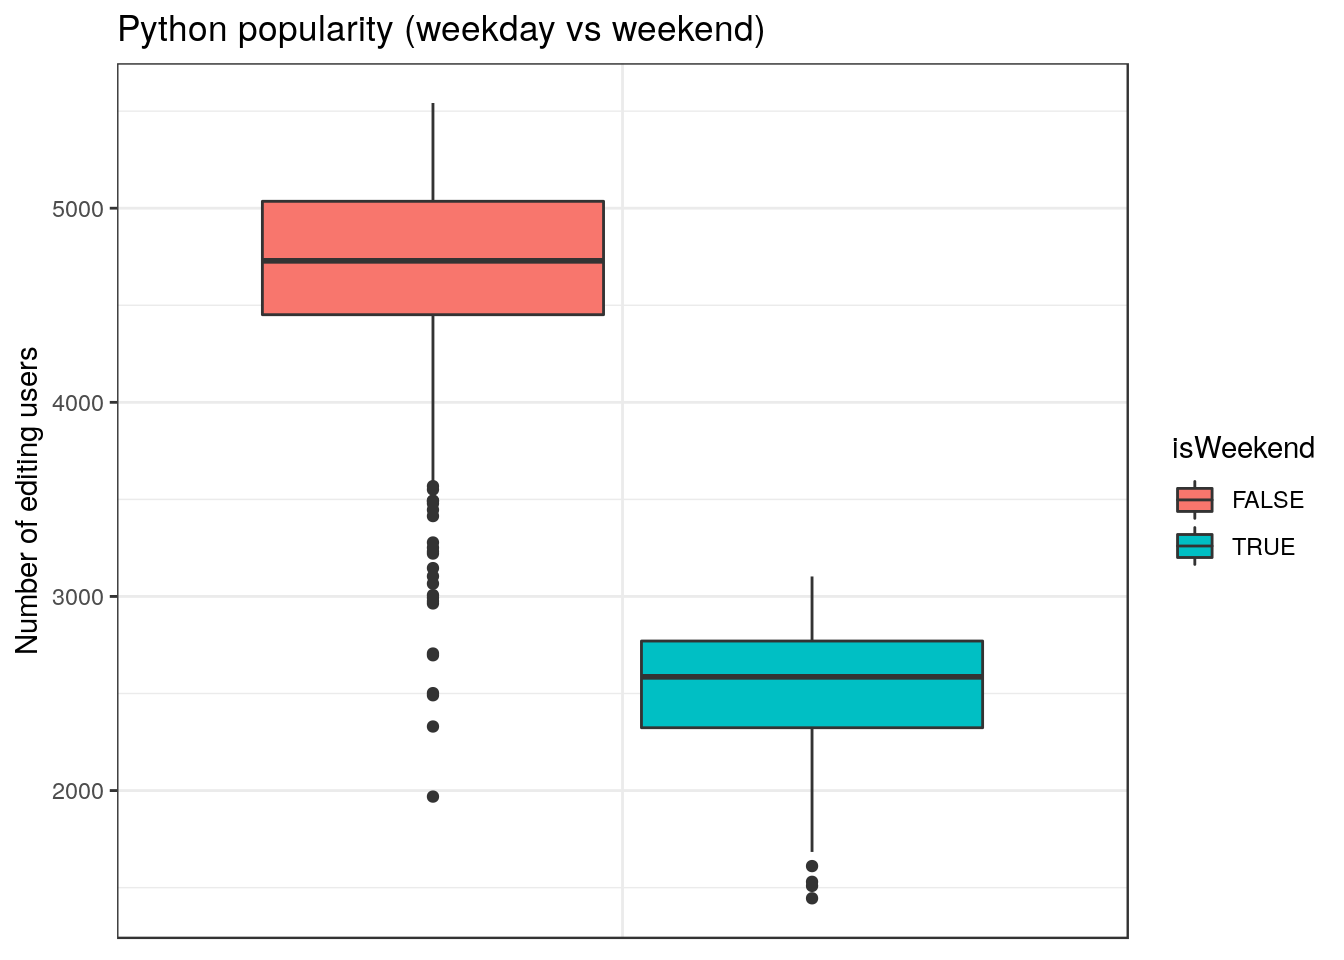 Python popularity (weekday vs weekend)
Number of editing users
5000
4000
3000
2000
isWeekend
FALSE
TRUE